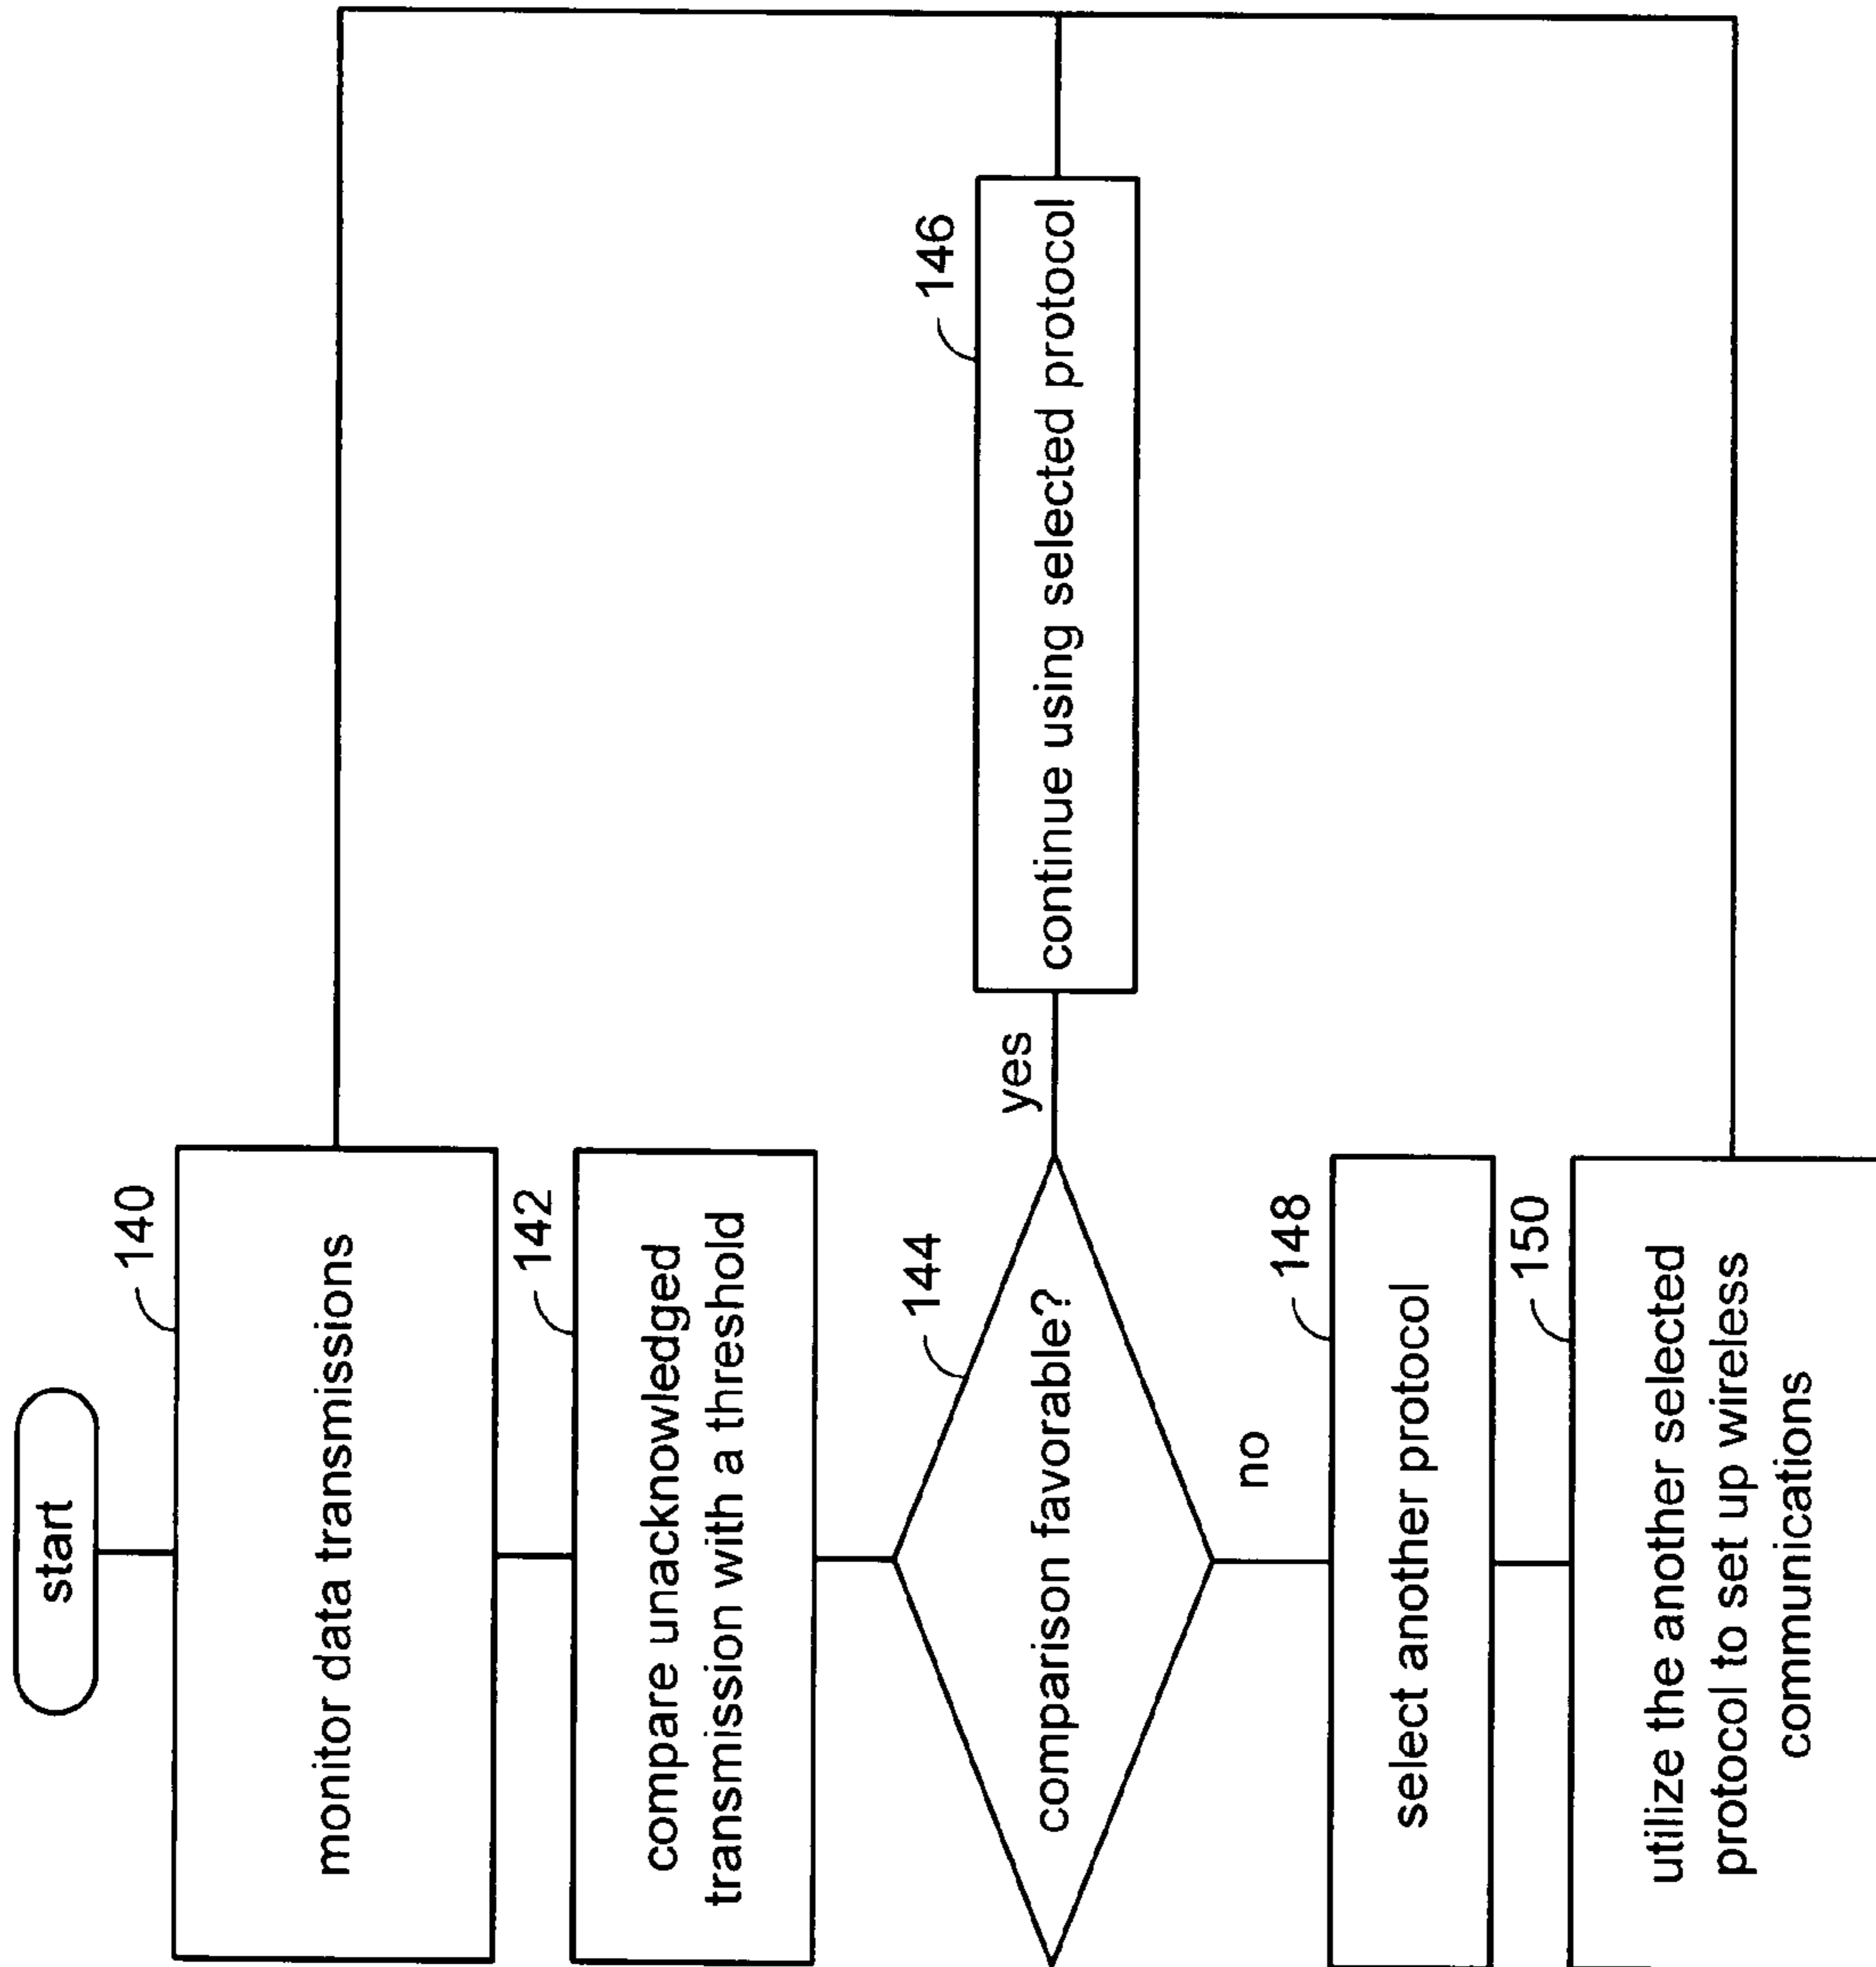 start
140
monitor data transmissions
142
compare unacknowledged
transmission with a threshold
144
comparison favorable?
yes
146
continue using selected protocol
no
148
select another protocol
150
utilize the another selected
protocol to set up wireless
communications